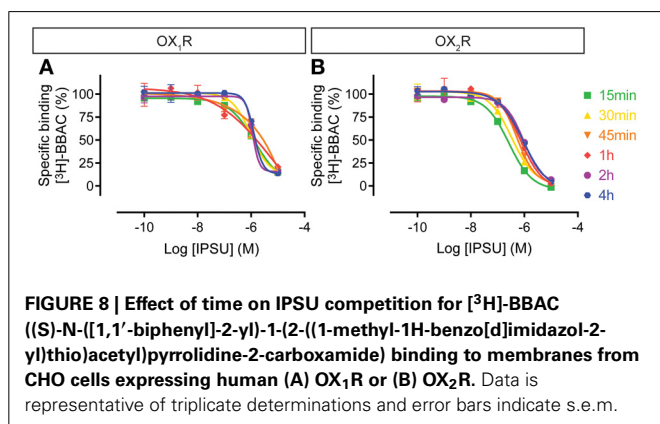 OX₁R
OX₂R
A
B
Specific binding
[³H]-BBAC (%)
100
75
50
25
0
-10
-8
-6
-4
Log [IPSU] (M)
Specific binding
[³H]-BBAC (%)
100
75
50
25
0
-10
-8
-6
-4
Log [IPSU] (M)
15min
30min
45min
1h
2h
4h
FIGURE 8 | Effect of time on IPSU competition for [³H]-BBAC
((S)-N-([1,1′-biphenyl]-2-yl)-1-(2-((1-methyl-1H-benzo[d]imidazol-2-
yl)thio)acetyl)pyrrolidine-2-carboxamide) binding to membranes from
CHO cells expressing human (A) OX₁R or (B) OX₂R. Data is
representative of triplicate determinations and error bars indicate s.e.m.